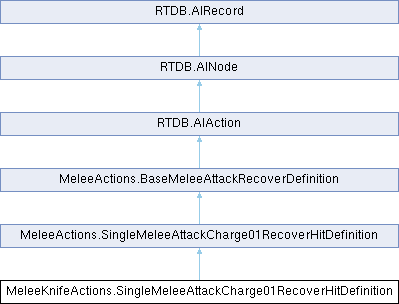 RTDB.AIRecord
RTDB.AINode
RTDB.AIAction
MeleeActions.BaseMeleeAttackRecoverDefinition
MeleeActions.SingleMeleeAttackCharge01RecoverHitDefinition
MeleeKnifeActions.SingleMeleeAttackCharge01RecoverHitDefinition